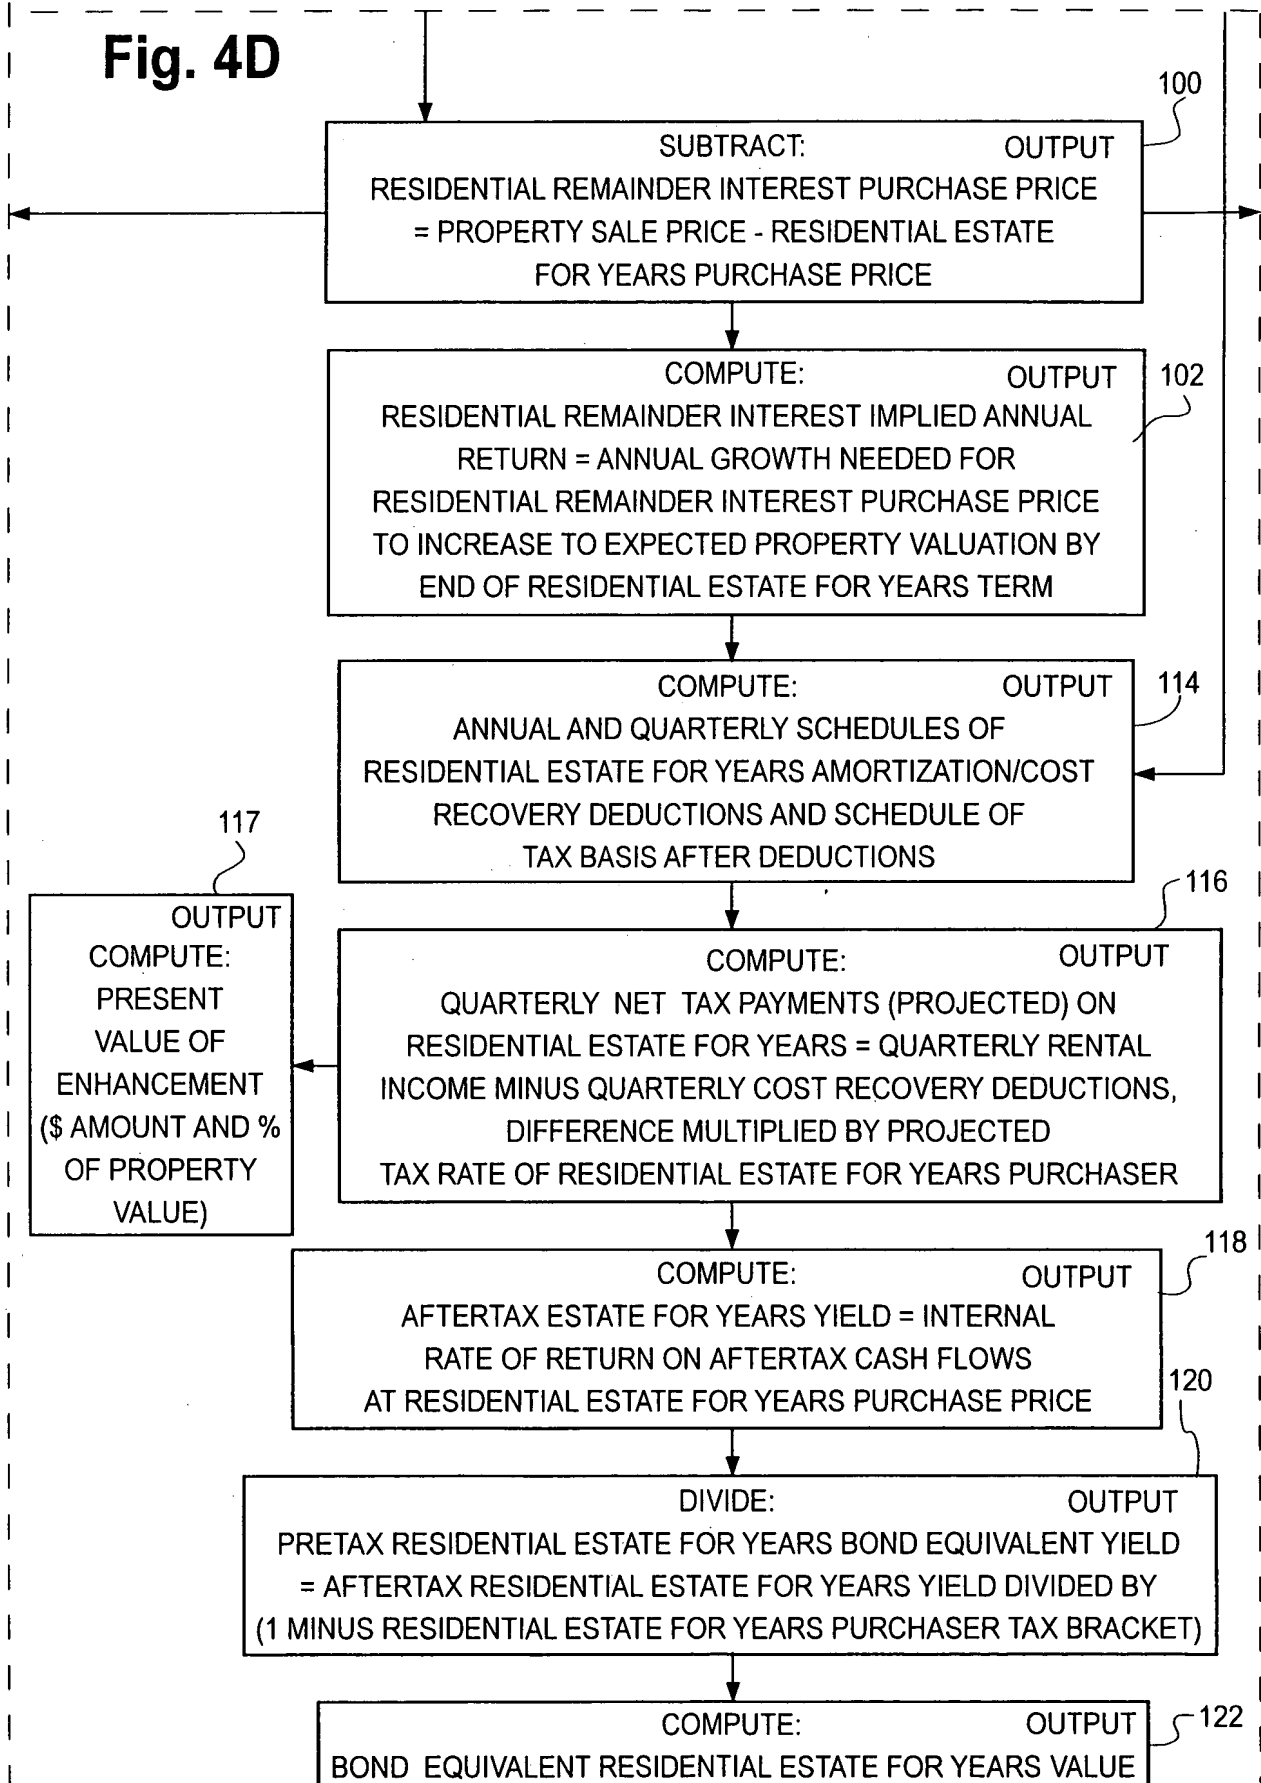 Fig. 4D
100
SUBTRACT: OUTPUT
RESIDENTIAL REMAINDER INTEREST PURCHASE PRICE
= PROPERTY SALE PRICE - RESIDENTIAL ESTATE
FOR YEARS PURCHASE PRICE
COMPUTE: OUTPUT
102
RESIDENTIAL REMAINDER INTEREST IMPLIED ANNUAL
RETURN = ANNUAL GROWTH NEEDED FOR
RESIDENTIAL REMAINDER INTEREST PURCHASE PRICE
TO INCREASE TO EXPECTED PROPERTY VALUATION BY
END OF RESIDENTIAL ESTATE FOR YEARS TERM
COMPUTE: OUTPUT
114
ANNUAL AND QUARTERLY SCHEDULES OF
RESIDENTIAL ESTATE FOR YEARS AMORTIZATION/COST
RECOVERY DEDUCTIONS AND SCHEDULE OF
TAX BASIS AFTER DEDUCTIONS
117
OUTPUT
COMPUTE:
PRESENT
VALUE OF
ENHANCEMENT
($ AMOUNT AND %
OF PROPERTY
VALUE)
116
COMPUTE: OUTPUT
QUARTERLY NET TAX PAYMENTS (PROJECTED) ON
RESIDENTIAL ESTATE FOR YEARS = QUARTERLY RENTAL
INCOME MINUS QUARTERLY COST RECOVERY DEDUCTIONS,
DIFFERENCE MULTIPLIED BY PROJECTED
TAX RATE OF RESIDENTIAL ESTATE FOR YEARS PURCHASER
118
COMPUTE: OUTPUT
AFTERTAX ESTATE FOR YEARS YIELD = INTERNAL
RATE OF RETURN ON AFTERTAX CASH FLOWS
AT RESIDENTIAL ESTATE FOR YEARS PURCHASE PRICE
120
DIVIDE: OUTPUT
PRETAX RESIDENTIAL ESTATE FOR YEARS BOND EQUIVALENT YIELD
= AFTERTAX RESIDENTIAL ESTATE FOR YEARS YIELD DIVIDED BY
(1 MINUS RESIDENTIAL ESTATE FOR YEARS PURCHASER TAX BRACKET)
COMPUTE: OUTPUT
122
BOND EQUIVALENT RESIDENTIAL ESTATE FOR YEARS VALUE